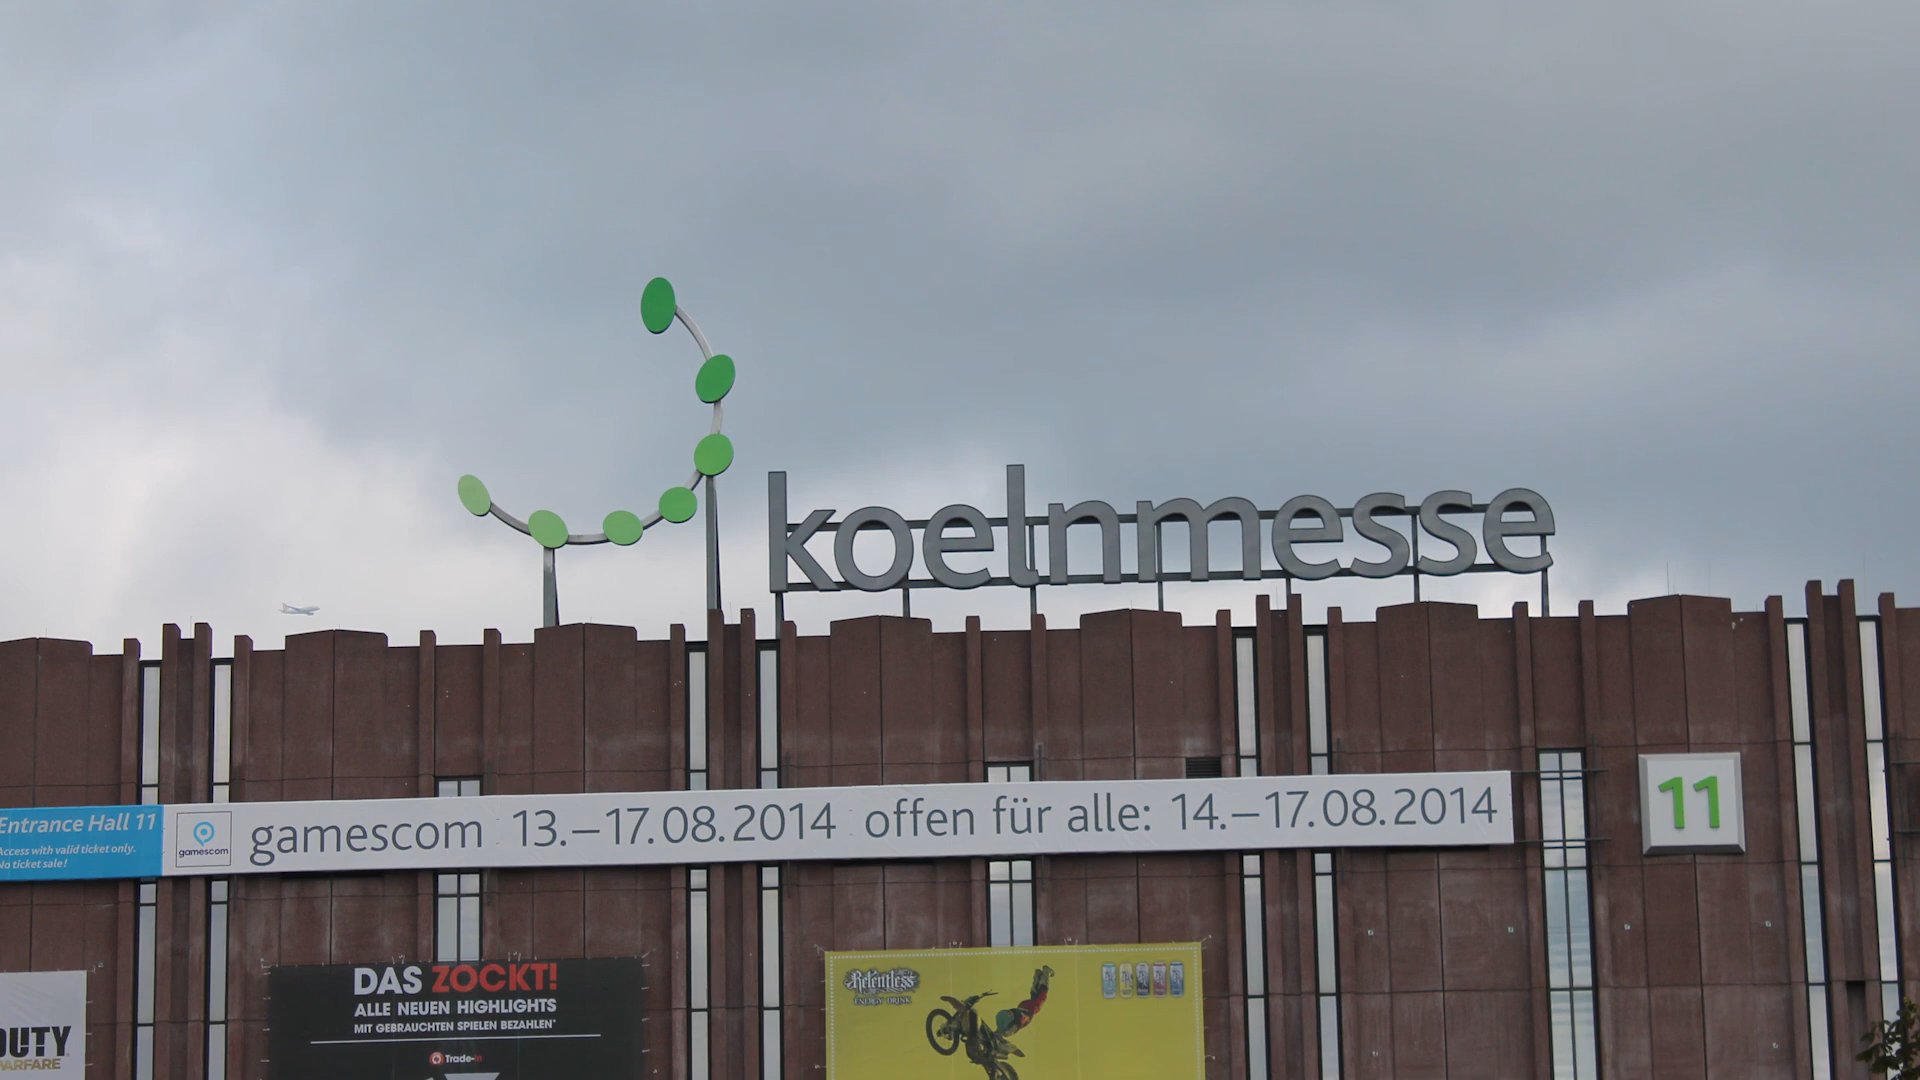 koelnmesse
11
Entrance Hall 11
Access with valid ticket only.
No ticket sale!
gamescom
gamescom 13.–17.08.2014 offen für alle: 14.–17.08.2014
DAS ZOCKT!
ALLE NEUEN HIGHLIGHTS
MIT GEBRAUCHTEN SPIELEN BEZAHLEN*
Trade-in
Relentless
ENERGY DRINK
DUTY
WARFARE